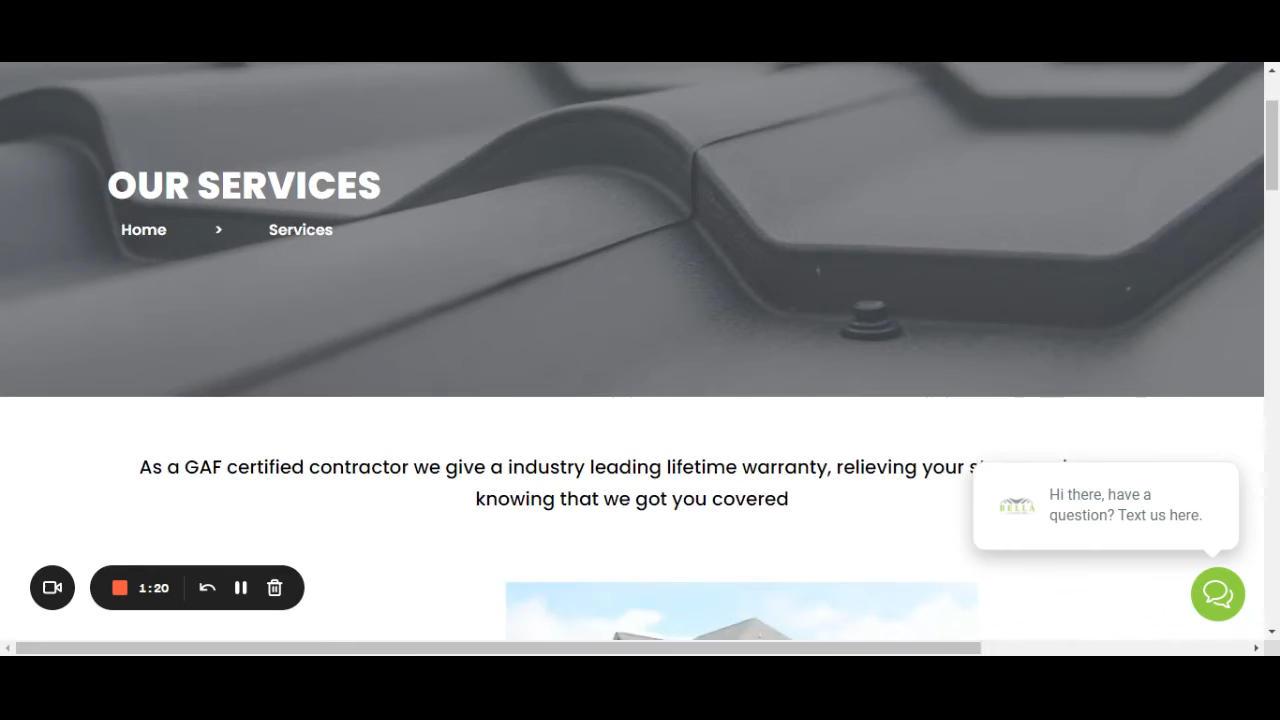 OUR SERVICES
Home > Services
As a GAF certified contractor we give a industry leading lifetime warranty, relieving your
knowing that we got you covered
Hi there, have a
question? Text us here.
BELLA
1:20